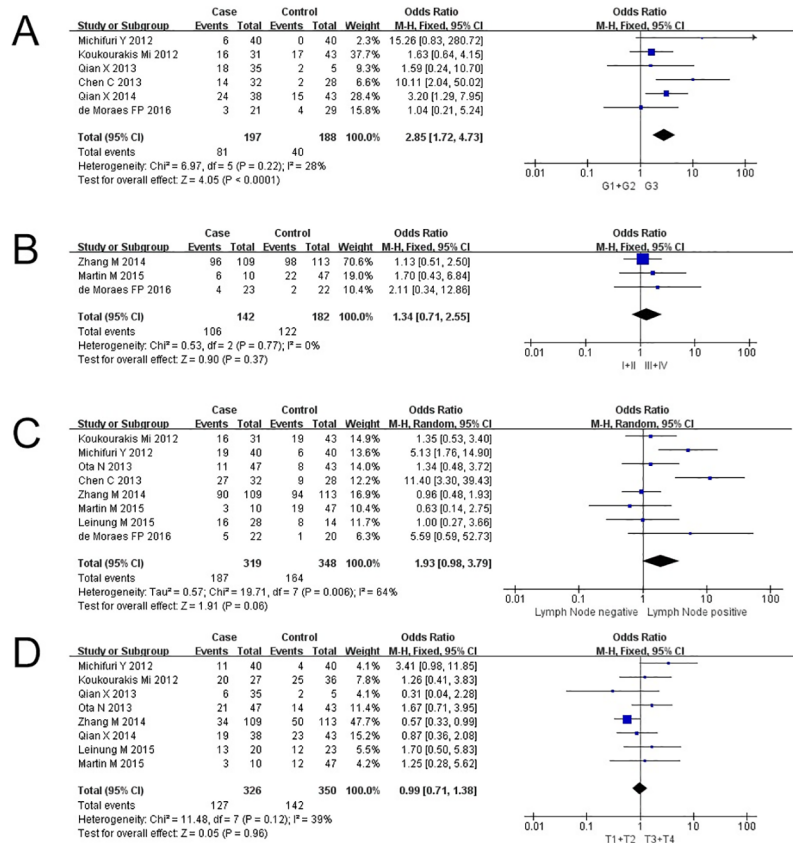 A
Case Control Odds Ratio Odds Ratio
Study or Subgroup Events Total Events Total Weight M-H, Fixed, 95% CI M-H, Fixed, 95% CI
Michifuri Y 2012 6 40 0 40 2.3% 15.26 [0.83, 280.72]
Koukourakis Mi 2012 16 31 17 43 37.7% 1.63 [0.64, 4.15]
Qian X 2013 18 35 2 5 9.3% 1.59 [0.24, 10.70]
Chen C 2013 14 32 2 28 6.6% 10.11 [2.04, 50.02]
Qian X 2014 24 38 15 43 28.4% 3.20 [1.29, 7.95]
de Moraes FP 2016 3 21 4 29 15.8% 1.04 [0.21, 5.24]
Total (95% CI) 197 188 100.0% 2.85 [1.72, 4.73]
Total events 81 40
Heterogeneity: Chi² = 6.97, df = 5 (P = 0.22); I² = 28%
Test for overall effect: Z = 4.05 (P < 0.0001)
0.01 0.1 1 10 100
G1+G2 G3
B
Case Control Odds Ratio Odds Ratio
Study or Subgroup Events Total Events Total Weight M-H, Fixed, 95% CI M-H, Fixed, 95% CI
Zhang M 2014 96 109 98 113 70.6% 1.13 [0.51, 2.50]
Martin M 2015 6 10 22 47 19.0% 1.70 [0.43, 6.84]
de Moraes FP 2016 4 23 2 22 10.4% 2.11 [0.34, 12.86]
Total (95% CI) 142 182 100.0% 1.34 [0.71, 2.55]
Total events 106 122
Heterogeneity: Chi² = 0.53, df = 2 (P = 0.77); I² = 0%
Test for overall effect: Z = 0.90 (P = 0.37)
0.01 0.1 1 10 100
I+II III+IV
C
Case Control Odds Ratio Odds Ratio
Study or Subgroup Events Total Events Total Weight M-H, Random, 95% CI M-H, Random, 95% CI
Koukourakis Mi 2012 16 31 19 43 14.9% 1.35 [0.53, 3.40]
Michifuri Y 2012 19 40 6 40 13.6% 5.13 [1.76, 14.90]
Ota N 2013 11 47 8 43 14.0% 1.34 [0.48, 3.72]
Chen C 2013 27 32 9 28 12.2% 11.40 [3.30, 39.43]
Zhang M 2014 90 109 94 113 17.4% 0.96 [0.48, 1.93]
Martin M 2015 3 10 19 47 10.4% 0.63 [0.14, 2.75]
Leinung M 2015 16 28 8 14 11.7% 1.00 [0.27, 3.66]
de Moraes FP 2016 5 22 1 20 6.3% 5.59 [0.59, 52.73]
Total (95% CI) 319 348 100.0% 1.93 [0.98, 3.79]
Total events 187 164
Heterogeneity: Tau² = 0.57; Chi² = 19.71, df = 7 (P = 0.006); I² = 64%
Test for overall effect: Z = 1.91 (P = 0.06)
0.01 0.1 1 10 100
Lymph Node negative Lymph Node positive
D
Case Control Odds Ratio Odds Ratio
Study or Subgroup Events Total Events Total Weight M-H, Fixed, 95% CI M-H, Fixed, 95% CI
Michifuri Y 2012 11 40 4 40 4.1% 3.41 [0.98, 11.85]
Koukourakis Mi 2012 20 27 25 36 7.8% 1.26 [0.41, 3.83]
Qian X 2013 6 35 2 5 4.1% 0.31 [0.04, 2.28]
Ota N 2013 21 47 14 43 11.4% 1.67 [0.71, 3.95]
Zhang M 2014 34 109 50 113 47.7% 0.57 [0.33, 0.99]
Qian X 2014 19 38 23 43 15.2% 0.87 [0.36, 2.08]
Leinung M 2015 13 20 12 23 5.5% 1.70 [0.50, 5.83]
Martin M 2015 3 10 12 47 4.2% 1.25 [0.28, 5.62]
Total (95% CI) 326 350 100.0% 0.99 [0.71, 1.38]
Total events 127 142
Heterogeneity: Chi² = 11.48, df = 7 (P = 0.12); I² = 39%
Test for overall effect: Z = 0.05 (P = 0.96)
0.01 0.1 1 10 100
T1+T2 T3+T4